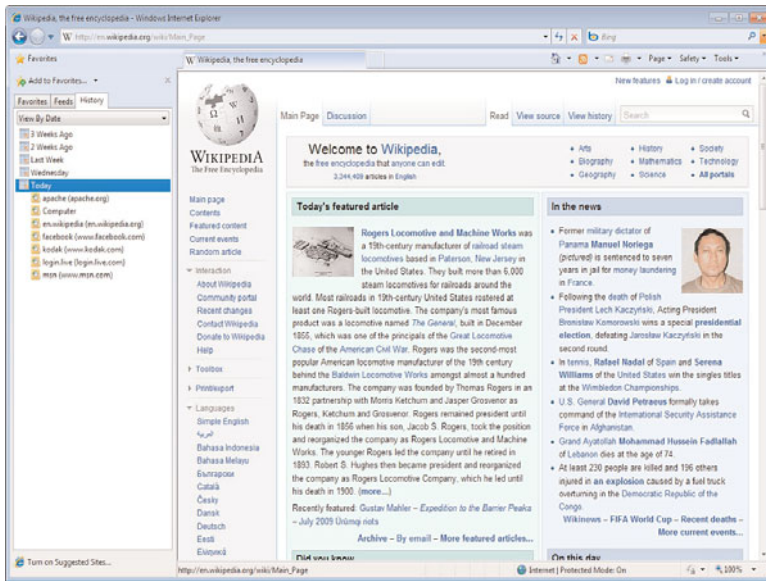 Wikipedia, the free encyclopedia - Windows Internet Explorer
http://en.wikipedia.org/wiki/Main_Page
Bing
Favorites
Wikipedia, the free encyclopedia
Page
Safety
Tools
Add to Favorites...
Favorites
Feeds
History
View By Date
3 Weeks Ago
2 Weeks Ago
Last Week
Wednesday
Today
apache (apache.org)
Computer
en.wikipedia (en.wikipedia.org)
facebook (www.facebook.com)
kodak (www.kodak.com)
login.live (login.live.com)
msn (www.msn.com)
Turn on Suggested Sites...
WIKIPEDIA
The Free Encyclopedia
Main page
Contents
Featured content
Current events
Random article
Interaction
About Wikipedia
Community portal
Recent changes
Contact Wikipedia
Donate to Wikipedia
Help
Toolbox
Print/export
Languages
Simple English
العربية
Bahasa Indonesia
Bahasa Melayu
Български
Català
Česky
Dansk
Deutsch
Eesti
Ελληνικά
New features
Log in / create account
Main Page
Discussion
Read
View source
View history
Search
Welcome to Wikipedia,
the free encyclopedia that anyone can edit.
3,344,409 articles in English
Arts
Biography
Geography
History
Mathematics
Science
Society
Technology
All portals
Today's featured article
Rogers Locomotive and Machine Works was
a 19th-century manufacturer of railroad steam
locomotives based in Paterson, New Jersey in
the United States. They built more than 6,000
steam locomotives for railroads around the
world. Most railroads in 19th-century United States rostered at
least one Rogers-built locomotive. The company's most famous
product was a locomotive named The General, built in December
1855, which was one of the principals of the Great Locomotive
Chase of the American Civil War. Rogers was the second-most
popular American locomotive manufacturer of the 19th century
behind the Baldwin Locomotive Works amongst almost a hundred
manufacturers. The company was founded by Thomas Rogers in an
1832 partnership with Morris Ketchum and Jasper Grosvenor as
Rogers, Ketchum and Grosvenor. Rogers remained president until
his death in 1856 when his son, Jacob S. Rogers, took the position
and reorganized the company as Rogers Locomotive and Machine
Works. The younger Rogers led the company until he retired in
1893. Robert S. Hughes then became president and reorganized
the company as Rogers Locomotive Company, which he led until
his death in 1900. (more...)
Recently featured: Gustav Mahler – Expedition to the Barrier Peaks
– July 2009 Ürümqi riots
Archive – By email – More featured articles...
Did you know
In the news
Former military dictator of
Panama Manuel Noriega
(pictured) is sentenced to seven
years in jail for money laundering
in France.
Following the death of Polish
President Lech Kaczyński, Acting President
Bronisław Komorowski wins a special presidential
election, defeating Jarosław Kaczyński in the
second round.
In tennis, Rafael Nadal of Spain and Serena
Williams of the United States win the singles titles
at the Wimbledon Championships.
U.S. General David Petraeus formally takes
command of the International Security Assistance
Force in Afghanistan.
Grand Ayatollah Mohammad Hussein Fadlallah
of Lebanon dies at the age of 74.
At least 230 people are killed and 196 others
injured in an explosion caused by a fuel truck
overturning in the Democratic Republic of the
Congo.
Wikinews – FIFA World Cup – Recent deaths –
More current events...
On this day
http://en.wikipedia.org/wiki/Main_Page
Internet | Protected Mode: On
100%